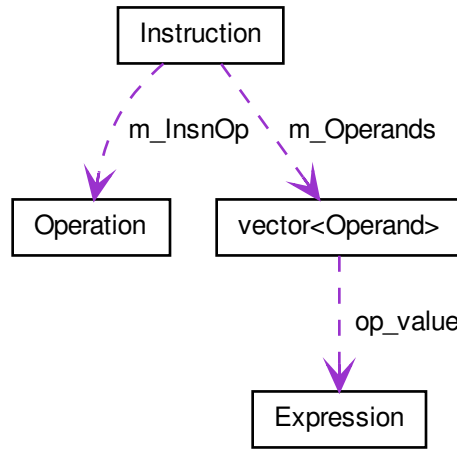 Instruction
m_InsnOp
m_Operands
Operation
vector<Operand>
op_value
Expression